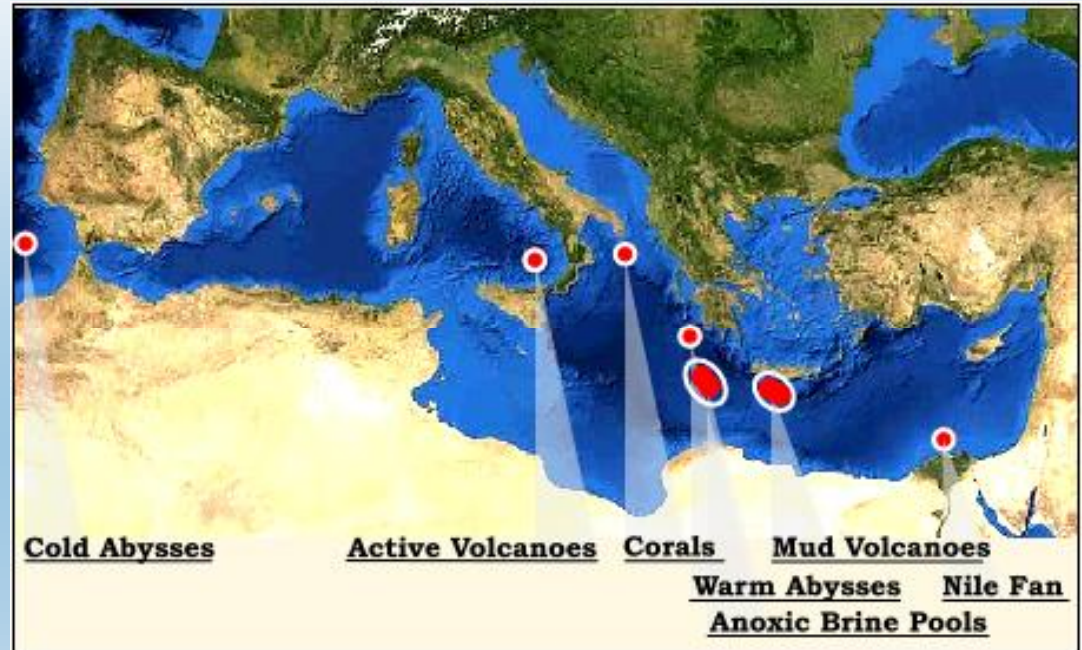 Cold Abysses Active Volcanoes Corals Mud Volcanoes
Warm Abysses Nile Fan
Anoxic Brine Pools